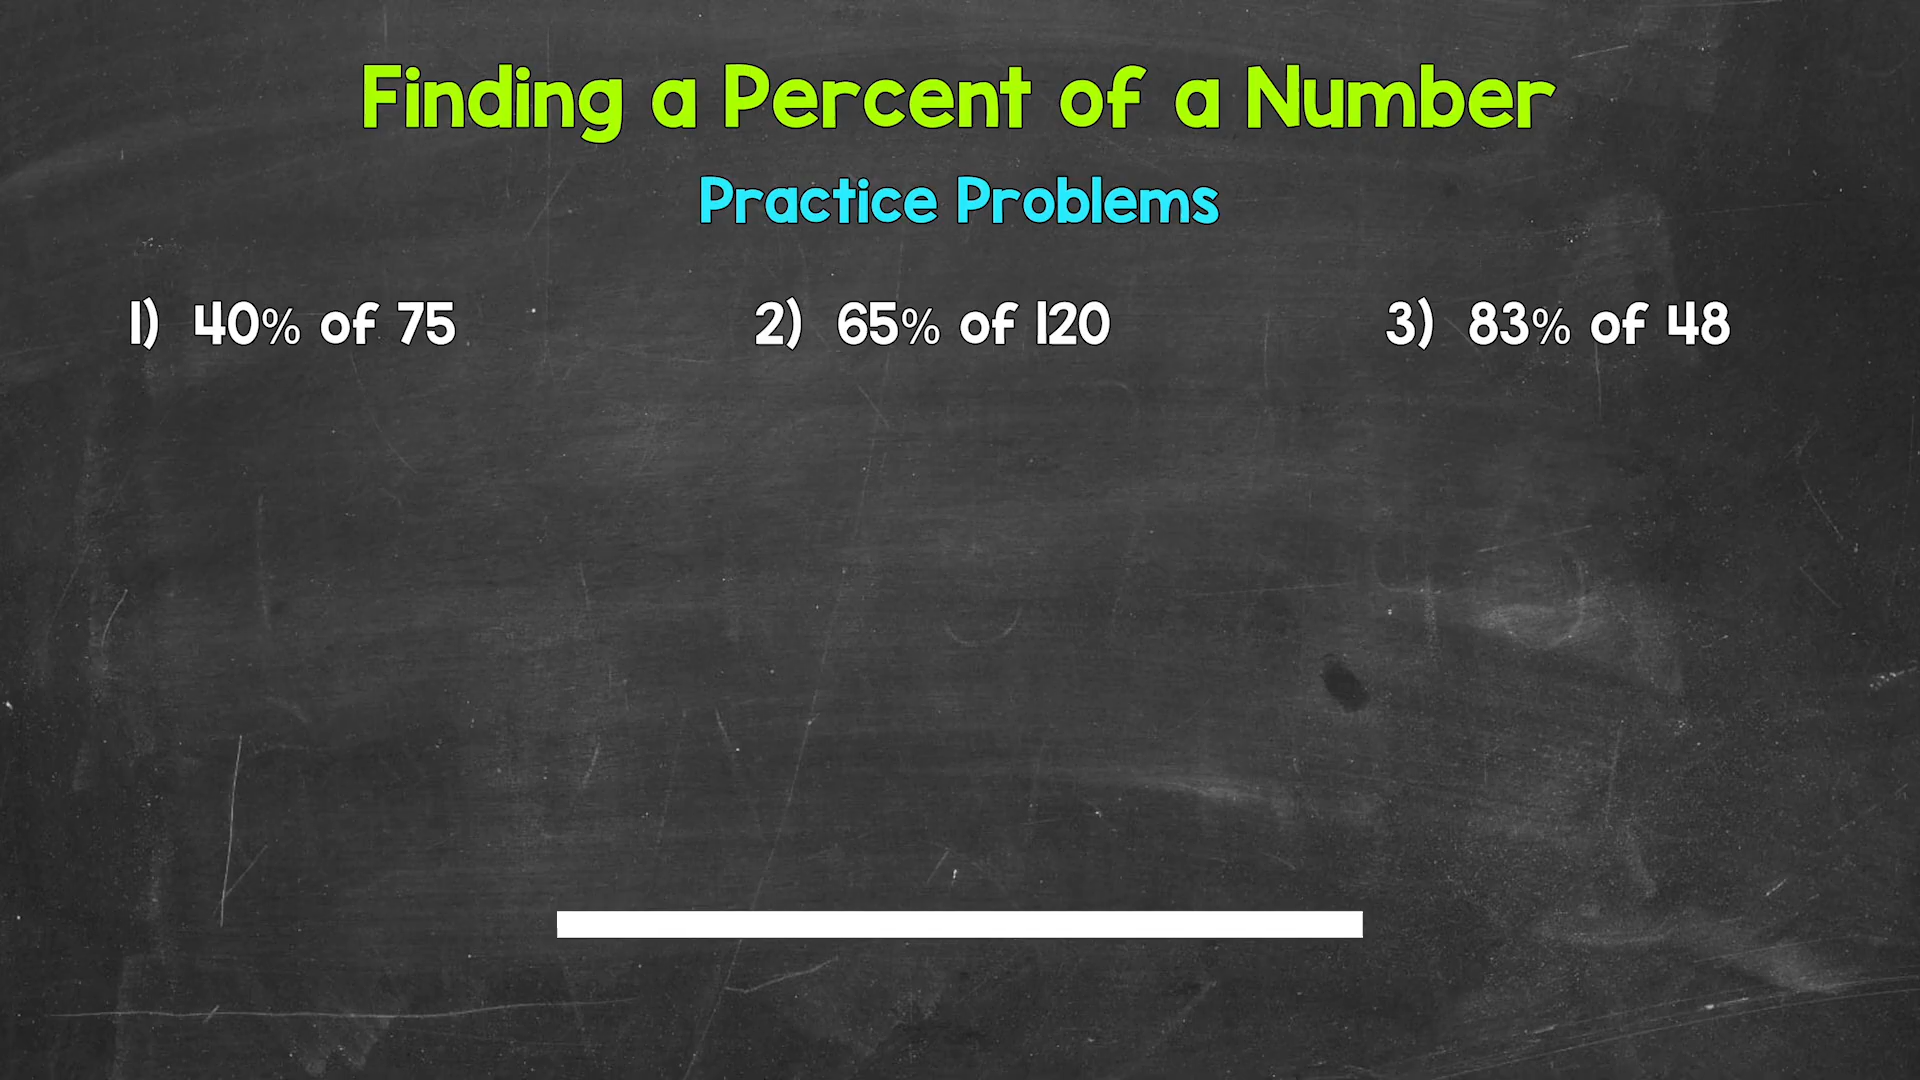 Finding a Percent of a Number
Practice Problems
1) 40% of 75
2) 65% of 120
3) 83% of 48